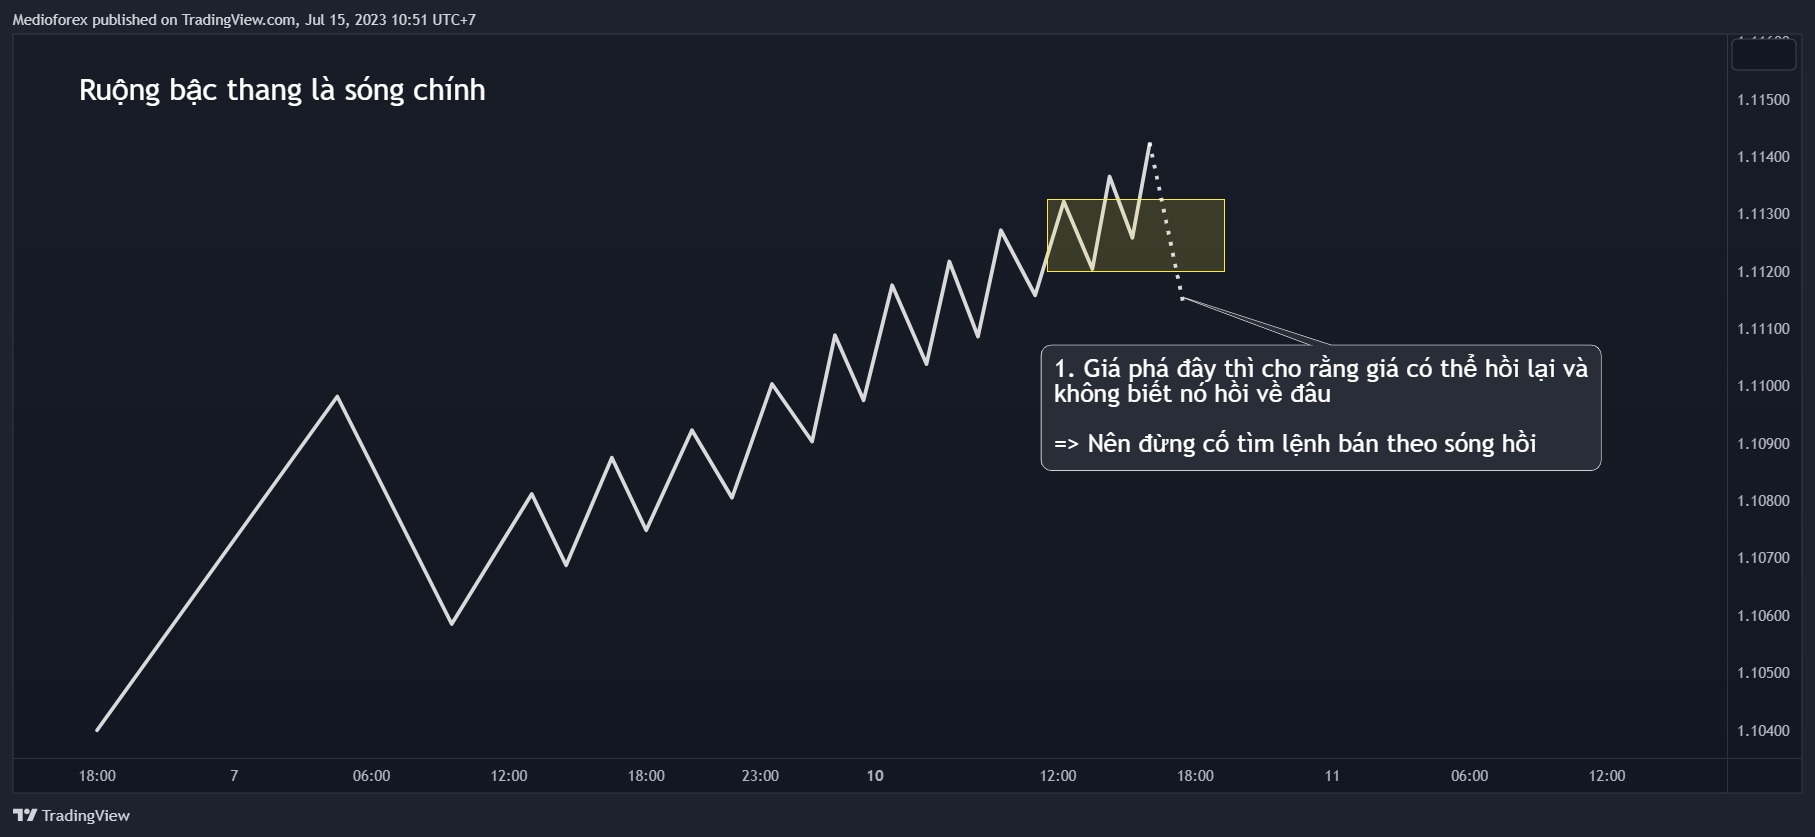 Medioforex published on TradingView.com, Jul 15, 2023 10:51 UTC+7
Ruộng bậc thang là sóng chính
1.11500
1.11400
1.11300
1.11200
1.11100
1.11000
1.10900
1.10800
1.10700
1.10600
1.10500
1.10400
1. Giá phá đây thì cho rằng giá có thể hồi lại và
không biết nó hồi về đâu
=> Nên đừng cố tìm lệnh bán theo sóng hồi
18:00 7 06:00 12:00 18:00 23:00 10 12:00 18:00 11 06:00 12:00
TradingView